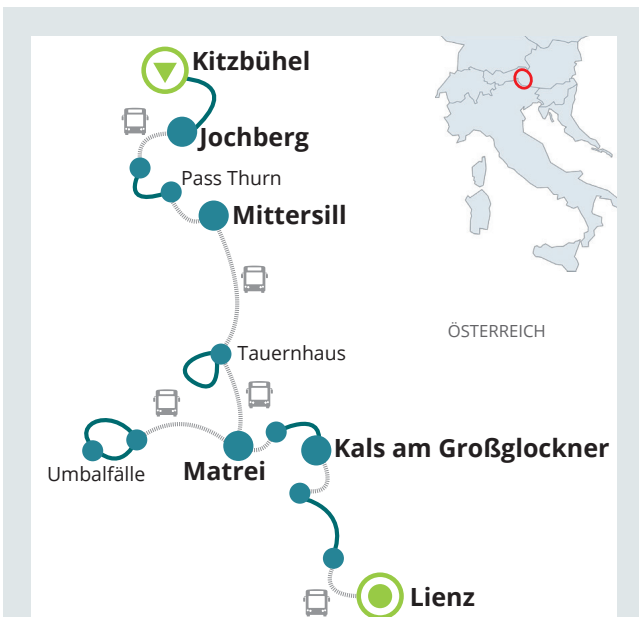 Kitzbühel
Jochberg
Pass Thurn
Mittersill
ÖSTERREICH
Tauernhaus
Umbalfälle
Matrei
Kals am Großglockner
Lienz